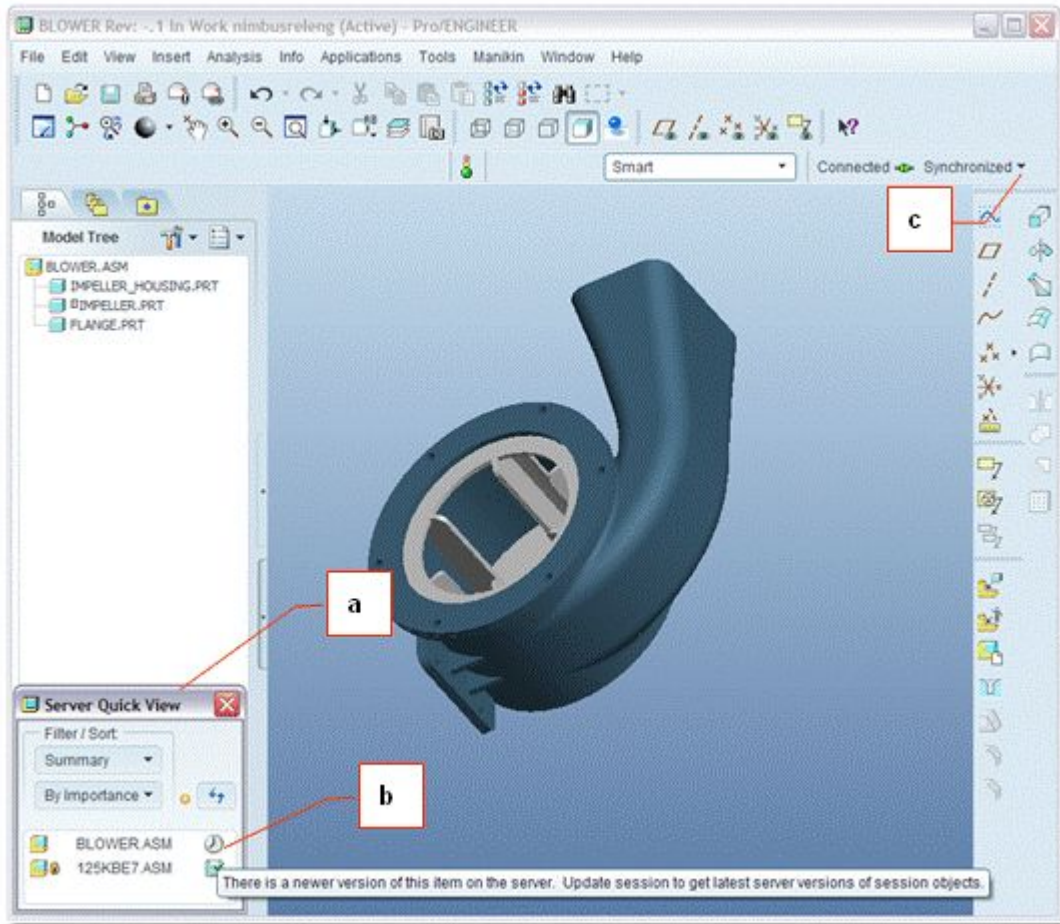 BLOWER Rev: -.1 In Work nimbusreleng (Active) - Pro/ENGINEER
File Edit View Insert Analysis Info Applications Tools Manikin Window Help
Smart Connected Synchronized
c
Model Tree
BLOWER.ASM
IMPELLER_HOUSING.PRT
IMPELLER.PRT
FLANGE.PRT
a
Server Quick View
Filter / Sort
Summary
By Importance
b
BLOWER.ASM
125KBE7.ASM
There is a newer version of this item on the server. Update session to get latest server versions of session objects.